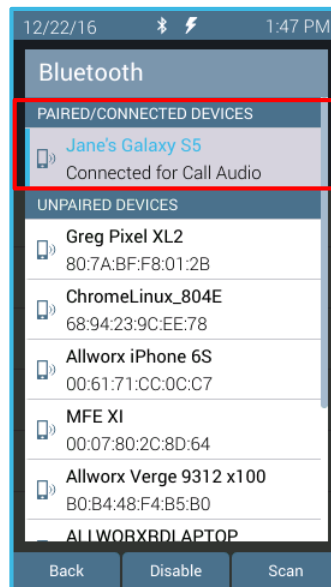 12/22/16 1:47 PM
Bluetooth
PAIRED/CONNECTED DEVICES
Jane's Galaxy S5
Connected for Call Audio
UNPAIRED DEVICES
Greg Pixel XL2
80:7A:BF:F8:01:2B
ChromeLinux_804E
68:94:23:9C:EE:78
Allworx iPhone 6S
00:61:71:CC:0C:C7
MFE XI
00:07:80:2C:8D:64
Allworx Verge 9312 x100
B0:B4:48:F4:B5:B0
ALLWORXRDLAPTOP
Back Disable Scan